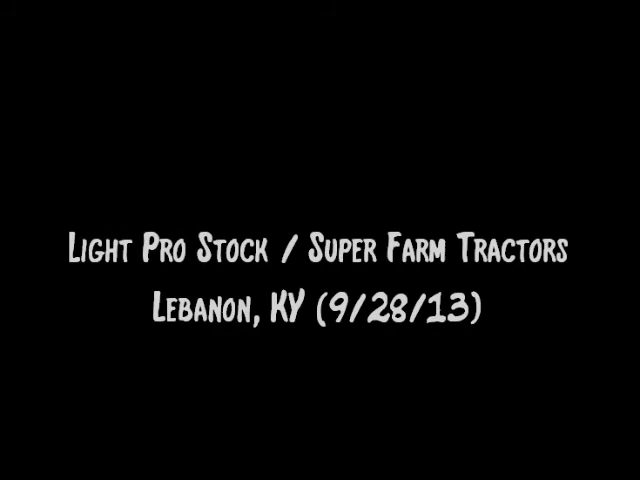 Light Pro Stock / Super Farm Tractors
Lebanon, KY (9/28/13)